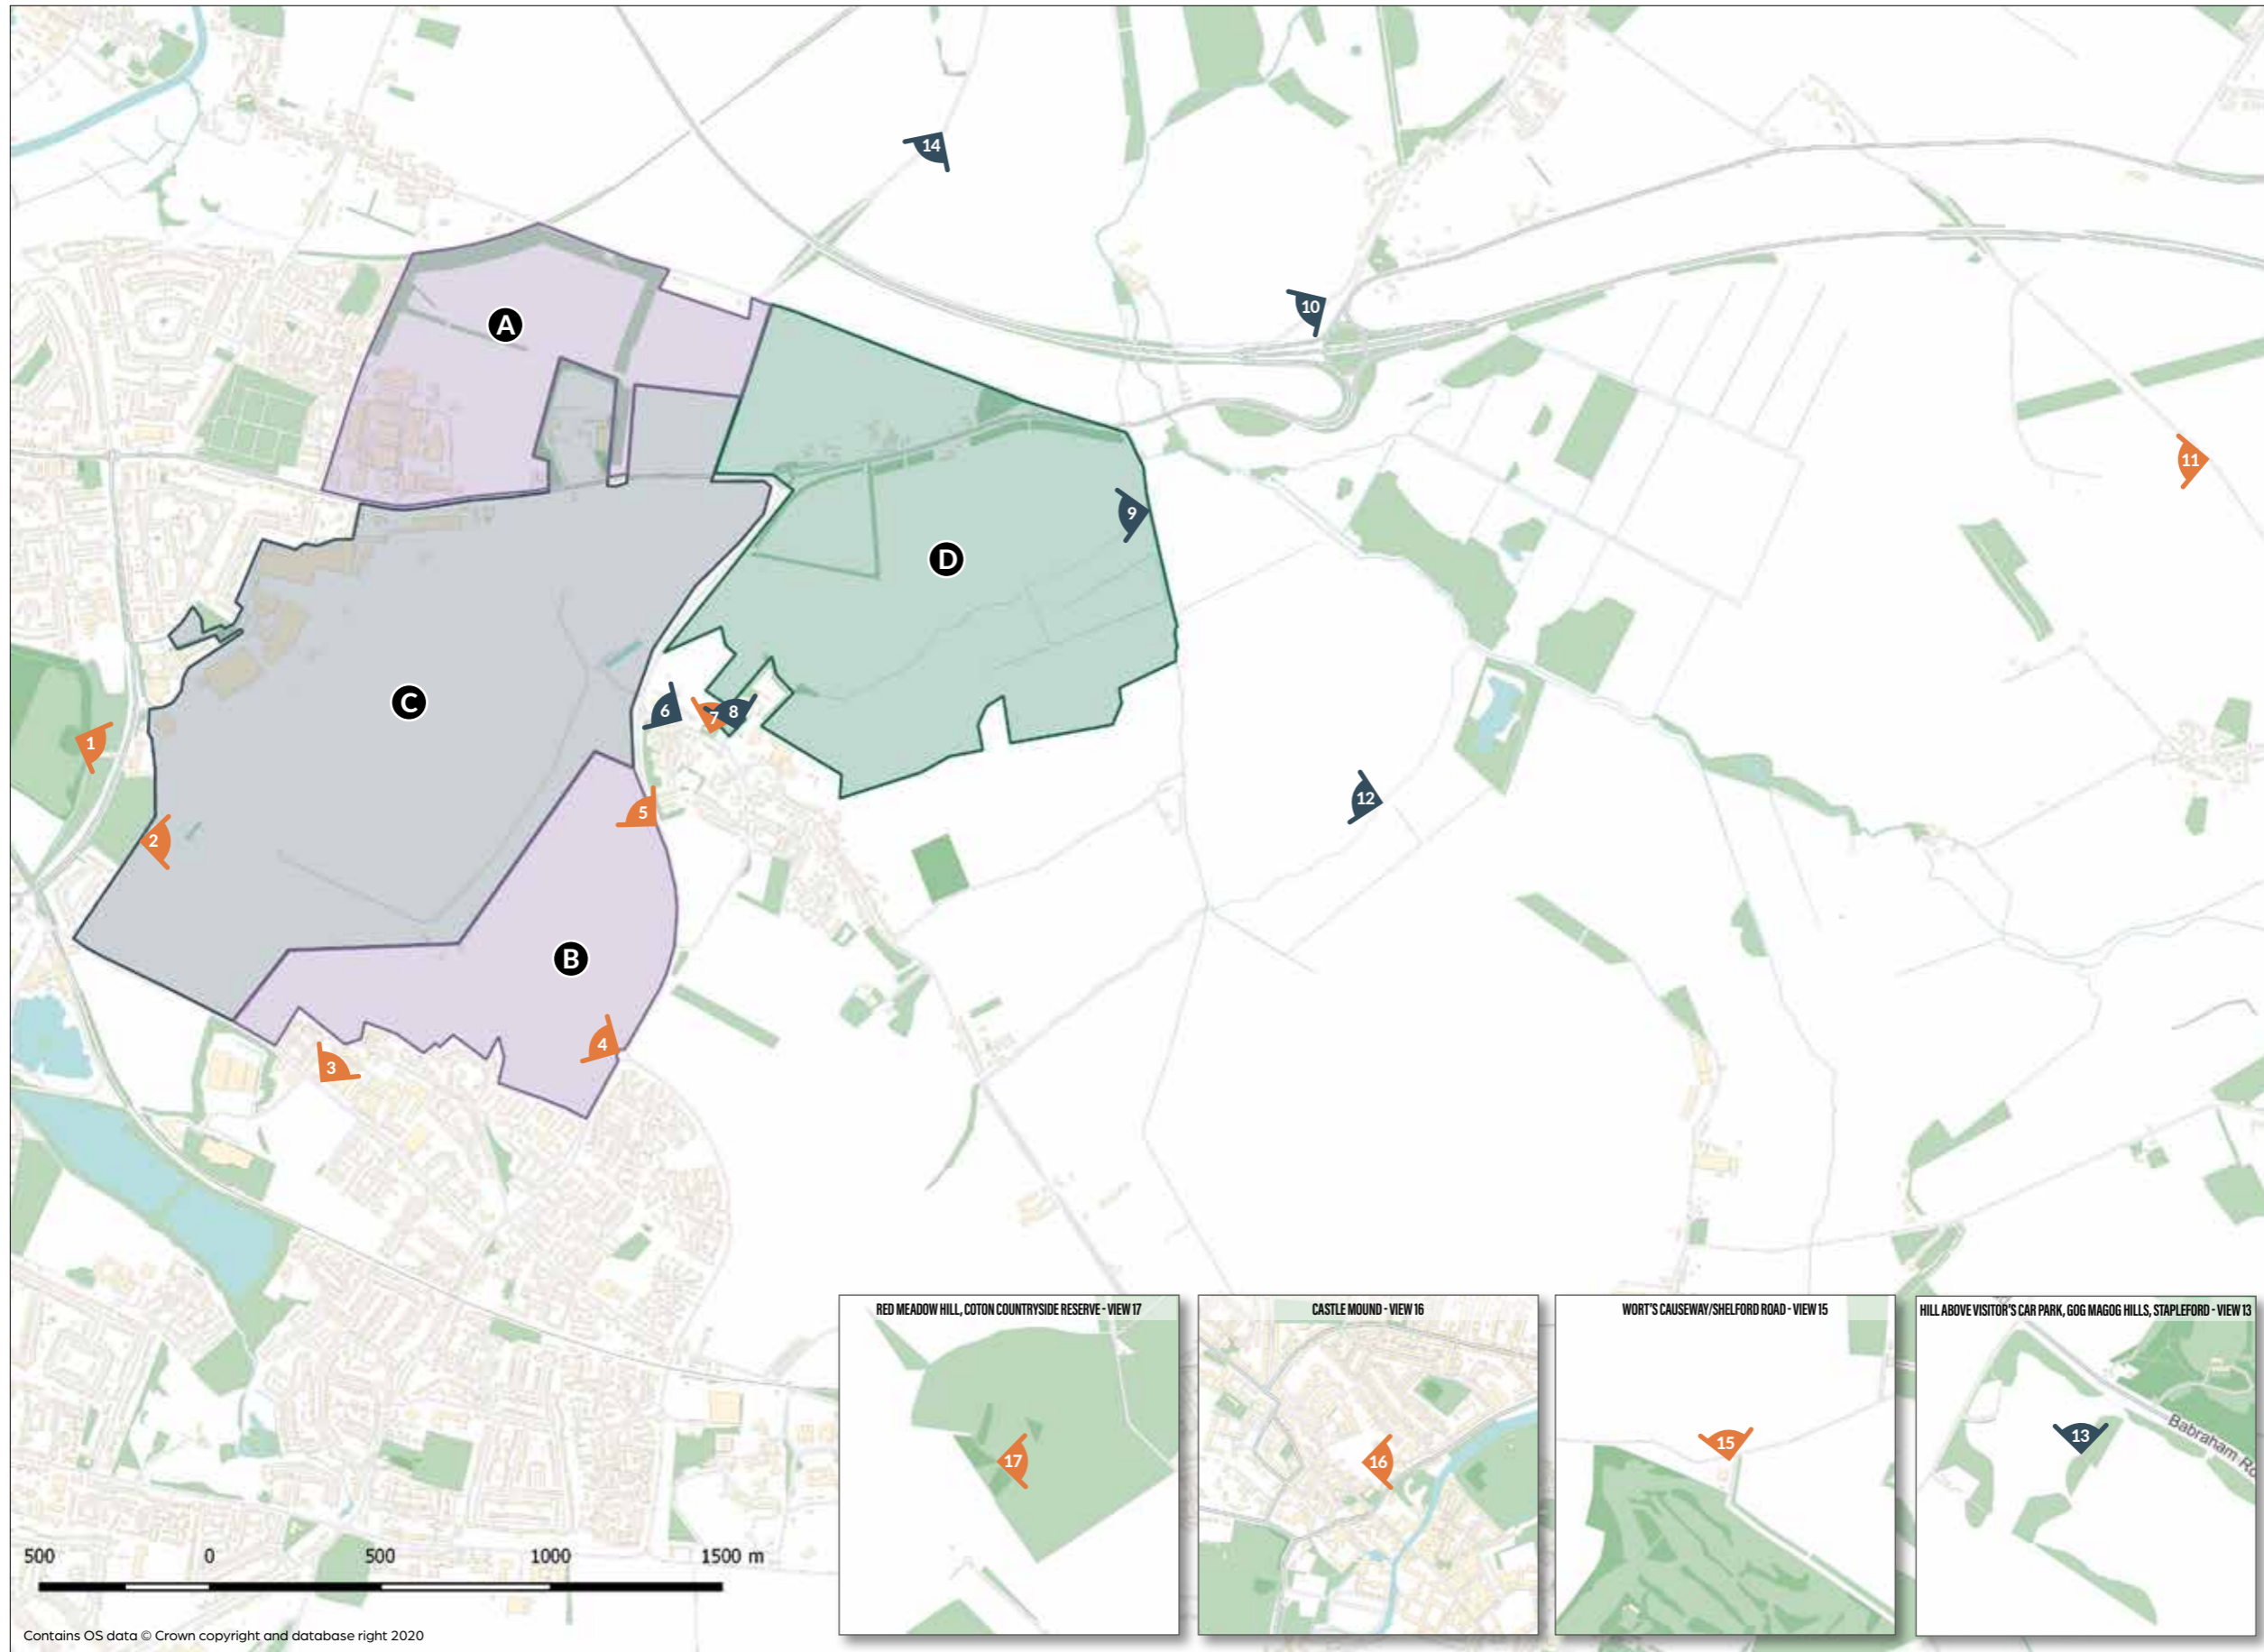 14
10
A
11
9
D
C
6
7
8
1
12
5
2
B
4
3
RED MEADOW HILL, COTON COUNTRYSIDE RESERVE - VIEW 17
17
CASTLE MOUND - VIEW 16
16
WORT'S CAUSEWAY/SHELFORD ROAD - VIEW 15
15
HILL ABOVE VISITOR'S CAR PARK, GOG MAGOG HILLS, STAPLEFORD - VIEW 13
13
Babraham Ro
500 0 500 1000 1500 m
Contains OS data © Crown copyright and database right 2020